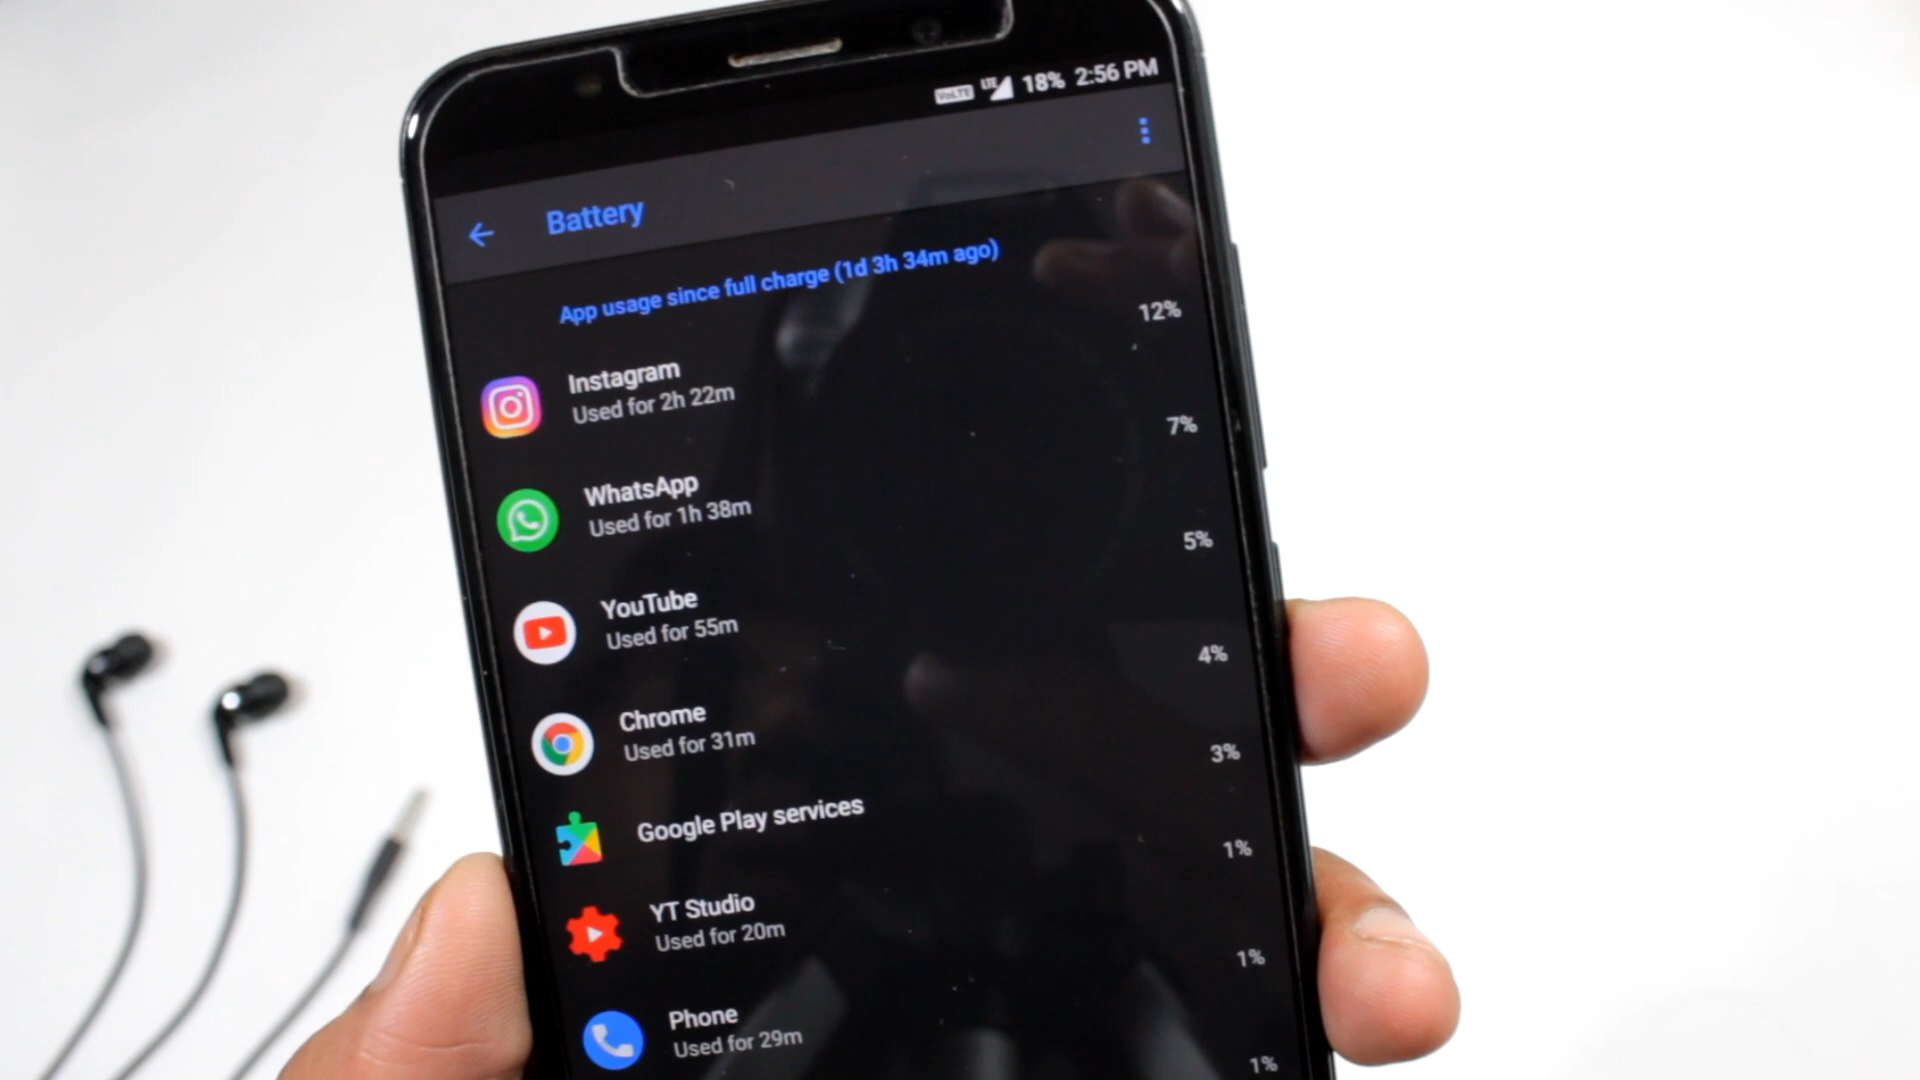 VoLTE LTE 18% 2:56 PM
Battery
App usage since full charge (1d 3h 34m ago)
Instagram 12%
Used for 2h 22m
WhatsApp 7%
Used for 1h 38m
YouTube 5%
Used for 55m
Chrome 4%
Used for 31m
Google Play services 3%
YT Studio 1%
Used for 20m
Phone 1%
Used for 29m
1%